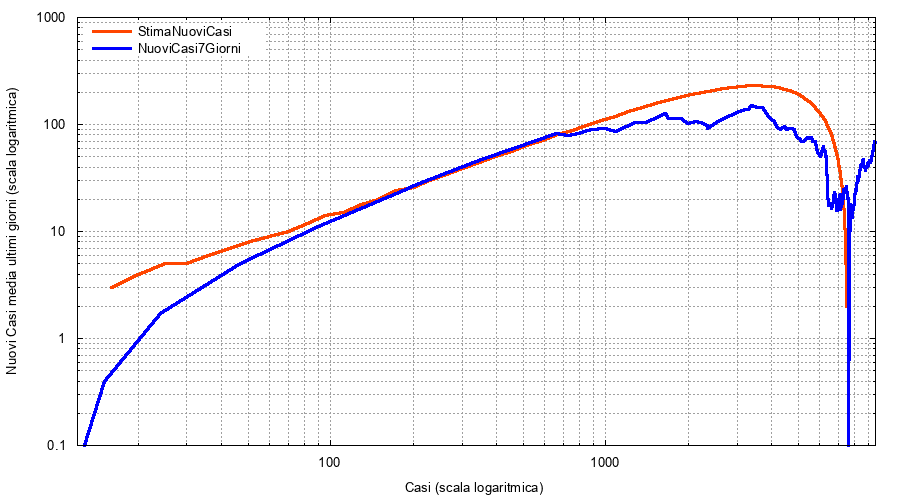 1000
StimaNuoviCasi
NuoviCasi7Giorni
100
10
1
0.1
Nuovi Casi media ultimi giorni (scala logaritmica)
100
1000
Casi (scala logaritmica)